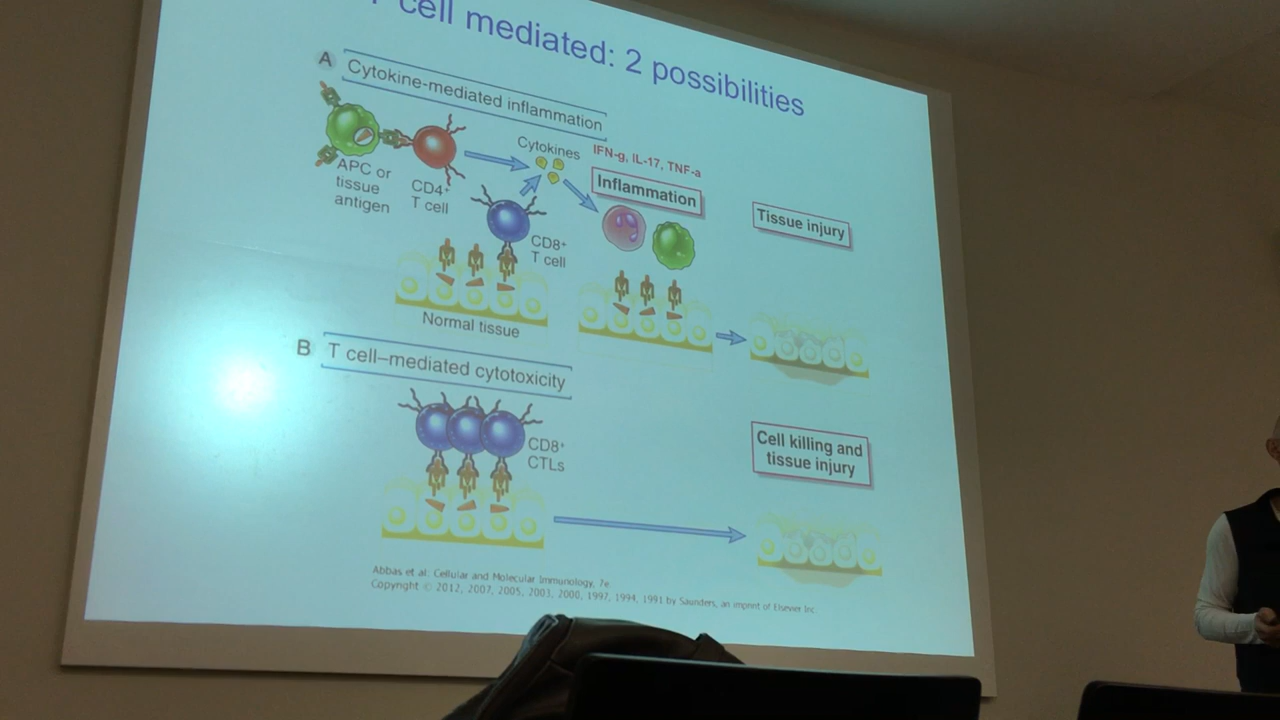 cell mediated: 2 possibilities
A Cytokine-mediated inflammation
Cytokines
IFN-g, IL-17, TNF-a
Inflammation
APC or
tissue
antigen
CD4+
T cell
CD8+
T cell
Tissue injury
Normal tissue
B T cell–mediated cytotoxicity
CD8+
CTLs
Cell killing and
tissue injury
Abbas et al: Cellular and Molecular Immunology, 7e.
Copyright © 2012, 2007, 2005, 2003, 2000, 1997, 1994, 1991 by Saunders, an imprint of Elsevier Inc.